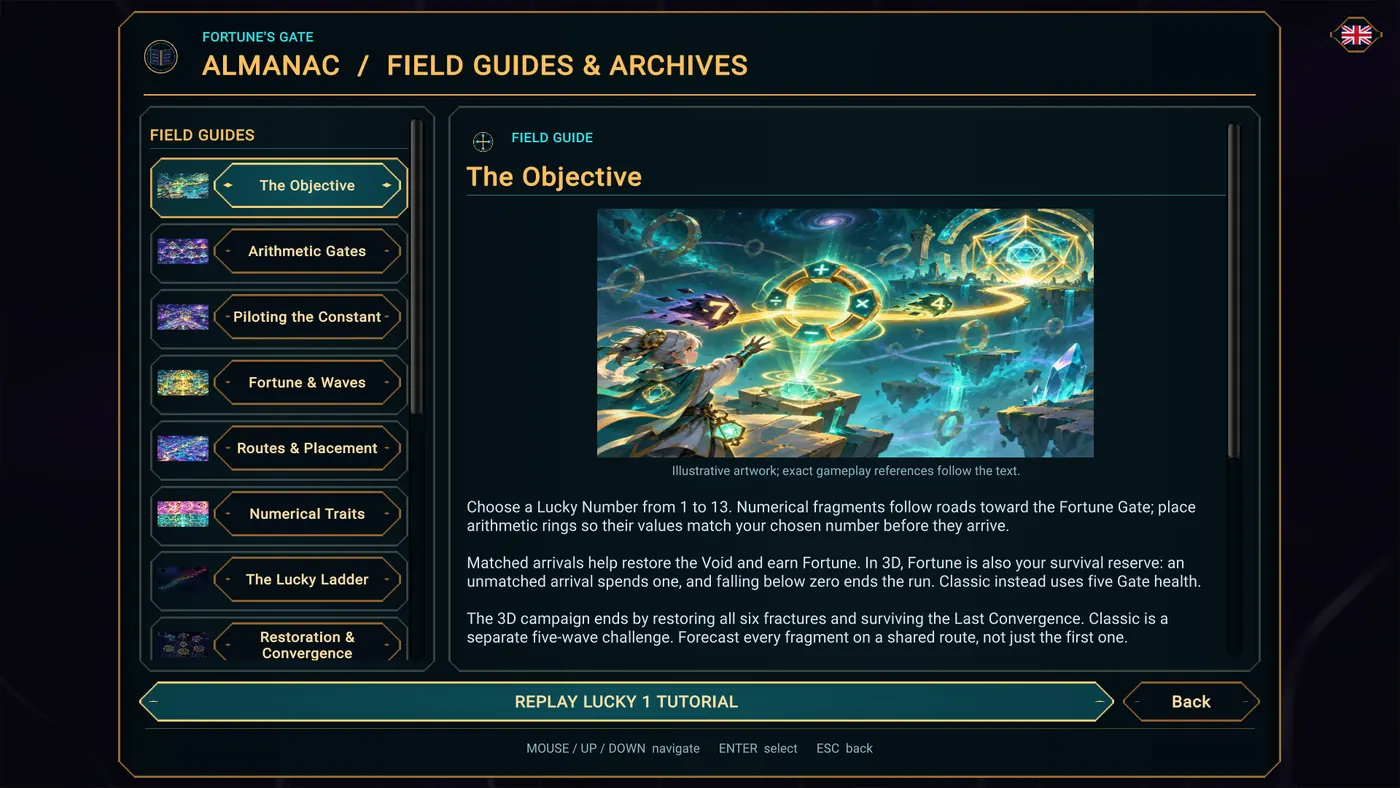 FORTUNE'S GATE
ALMANAC / FIELD GUIDES & ARCHIVES
FIELD GUIDES
The Objective
Arithmetic Gates
Piloting the Constant
Fortune & Waves
Routes & Placement
Numerical Traits
The Lucky Ladder
Restoration &
Convergence
FIELD GUIDE
The Objective
+
7
÷
×
4
−
Illustrative artwork; exact gameplay references follow the text.
Choose a Lucky Number from 1 to 13. Numerical fragments follow roads toward the Fortune Gate; place
arithmetic rings so their values match your chosen number before they arrive.
Matched arrivals help restore the Void and earn Fortune. In 3D, Fortune is also your survival reserve: an
unmatched arrival spends one, and falling below zero ends the run. Classic instead uses five Gate health.
The 3D campaign ends by restoring all six fractures and surviving the Last Convergence. Classic is a
separate five-wave challenge. Forecast every fragment on a shared route, not just the first one.
REPLAY LUCKY 1 TUTORIAL
Back
MOUSE / UP / DOWN navigate ENTER select ESC back